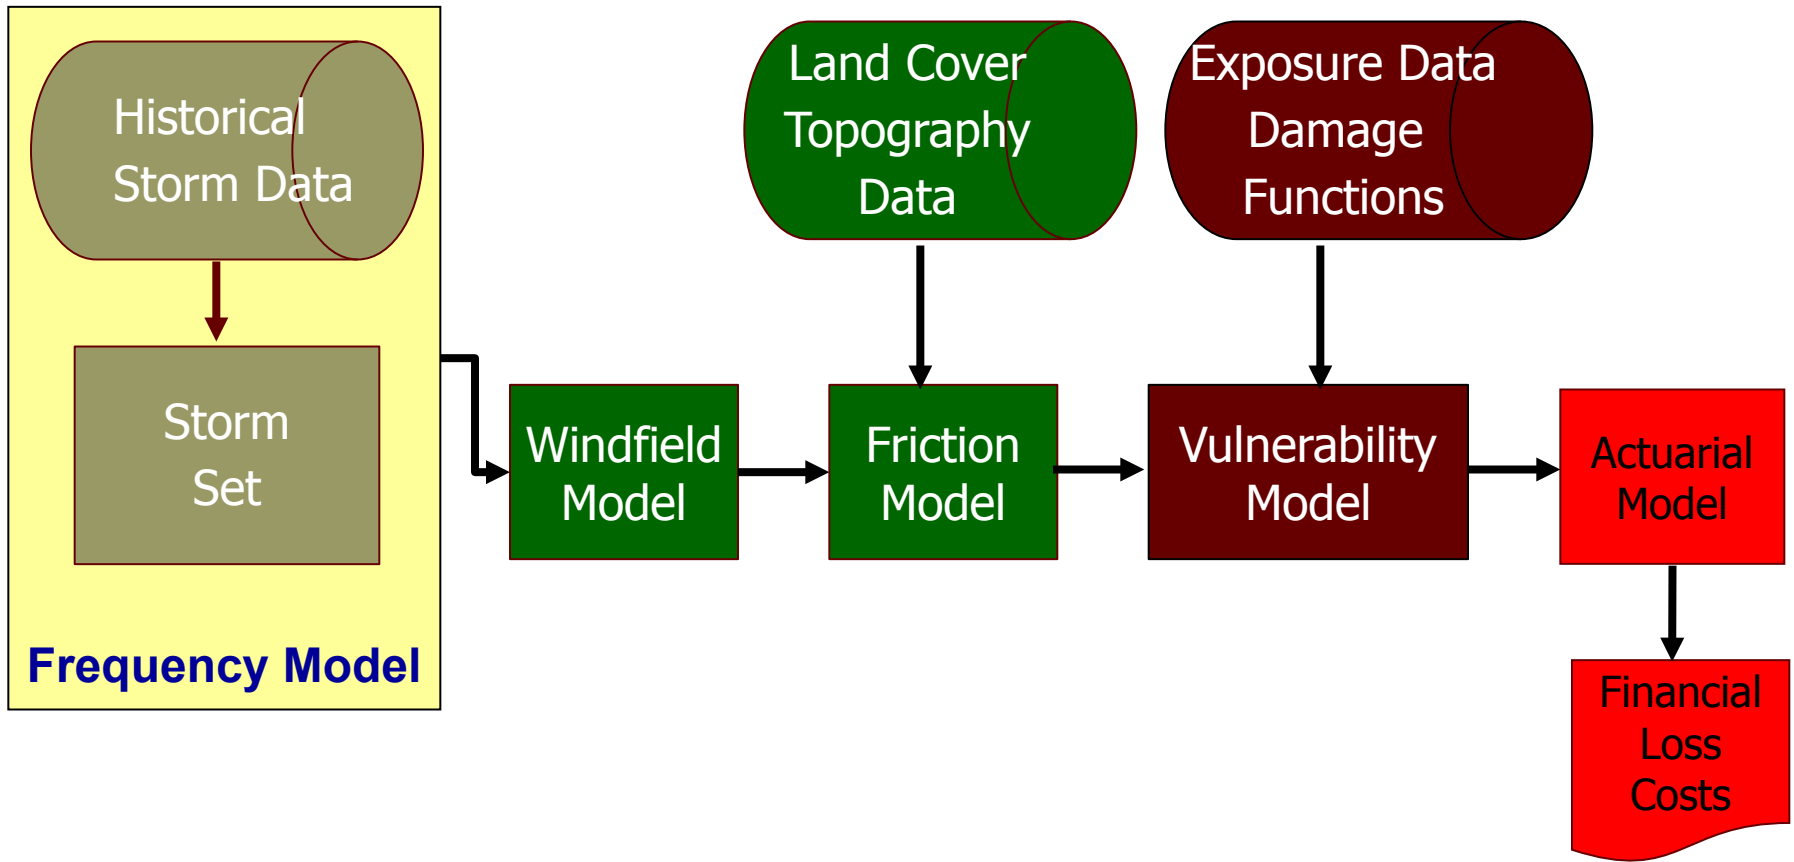 Historical
Storm Data
Storm
Set
Frequency Model
Land Cover
Topography
Data
Exposure Data
Damage
Functions
Windfield
Model
Friction
Model
Vulnerability
Model
Actuarial
Model
Financial
Loss
Costs